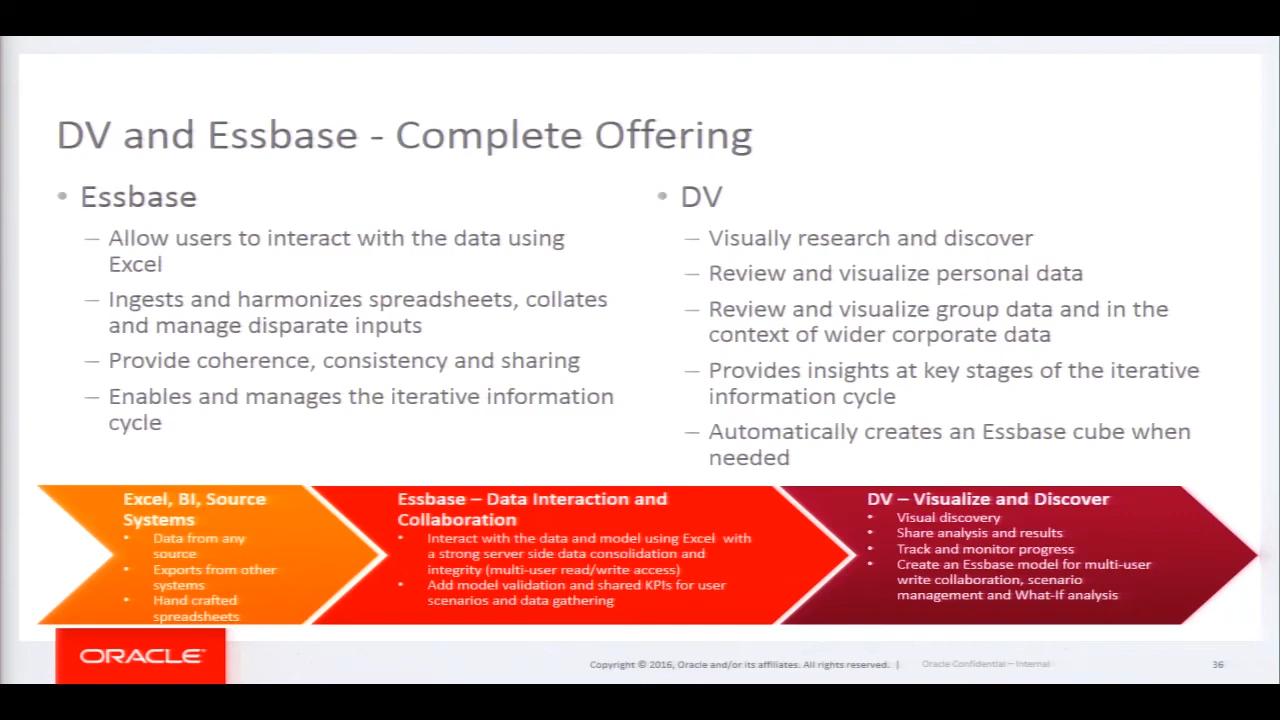 DV and Essbase - Complete Offering
• Essbase
– Allow users to interact with the data using
Excel
– Ingests and harmonizes spreadsheets, collates
and manage disparate inputs
– Provide coherence, consistency and sharing
– Enables and manages the iterative information
cycle
• DV
– Visually research and discover
– Review and visualize personal data
– Review and visualize group data and in the
context of wider corporate data
– Provides insights at key stages of the iterative
information cycle
– Automatically creates an Essbase cube when
needed
Excel, BI, Source
Systems
• Data from any
source
• Exports from other
systems
• Hand crafted
spreadsheets
Essbase – Data Interaction and
Collaboration
• Interact with the data and model using Excel with
a strong server side data consolidation and
integrity (multi-user read/write access)
• Add model validation and shared KPIs for user
scenarios and data gathering
DV – Visualize and Discover
• Visual discovery
• Share analysis and results
• Track and monitor progress
• Create an Essbase model for multi-user
write collaboration, scenario
management and What-If analysis
ORACLE
Copyright © 2016, Oracle and/or its affiliates. All rights reserved. |
Oracle Confidential – Internal
36